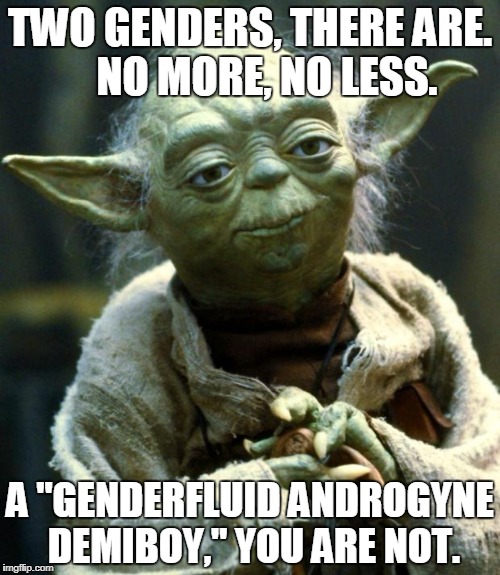 TWO GENDERS, THERE ARE.
NO MORE, NO LESS.
A "GENDERFLUID ANDROGYNE
DEMIBOY," YOU ARE NOT.
imgflip.com